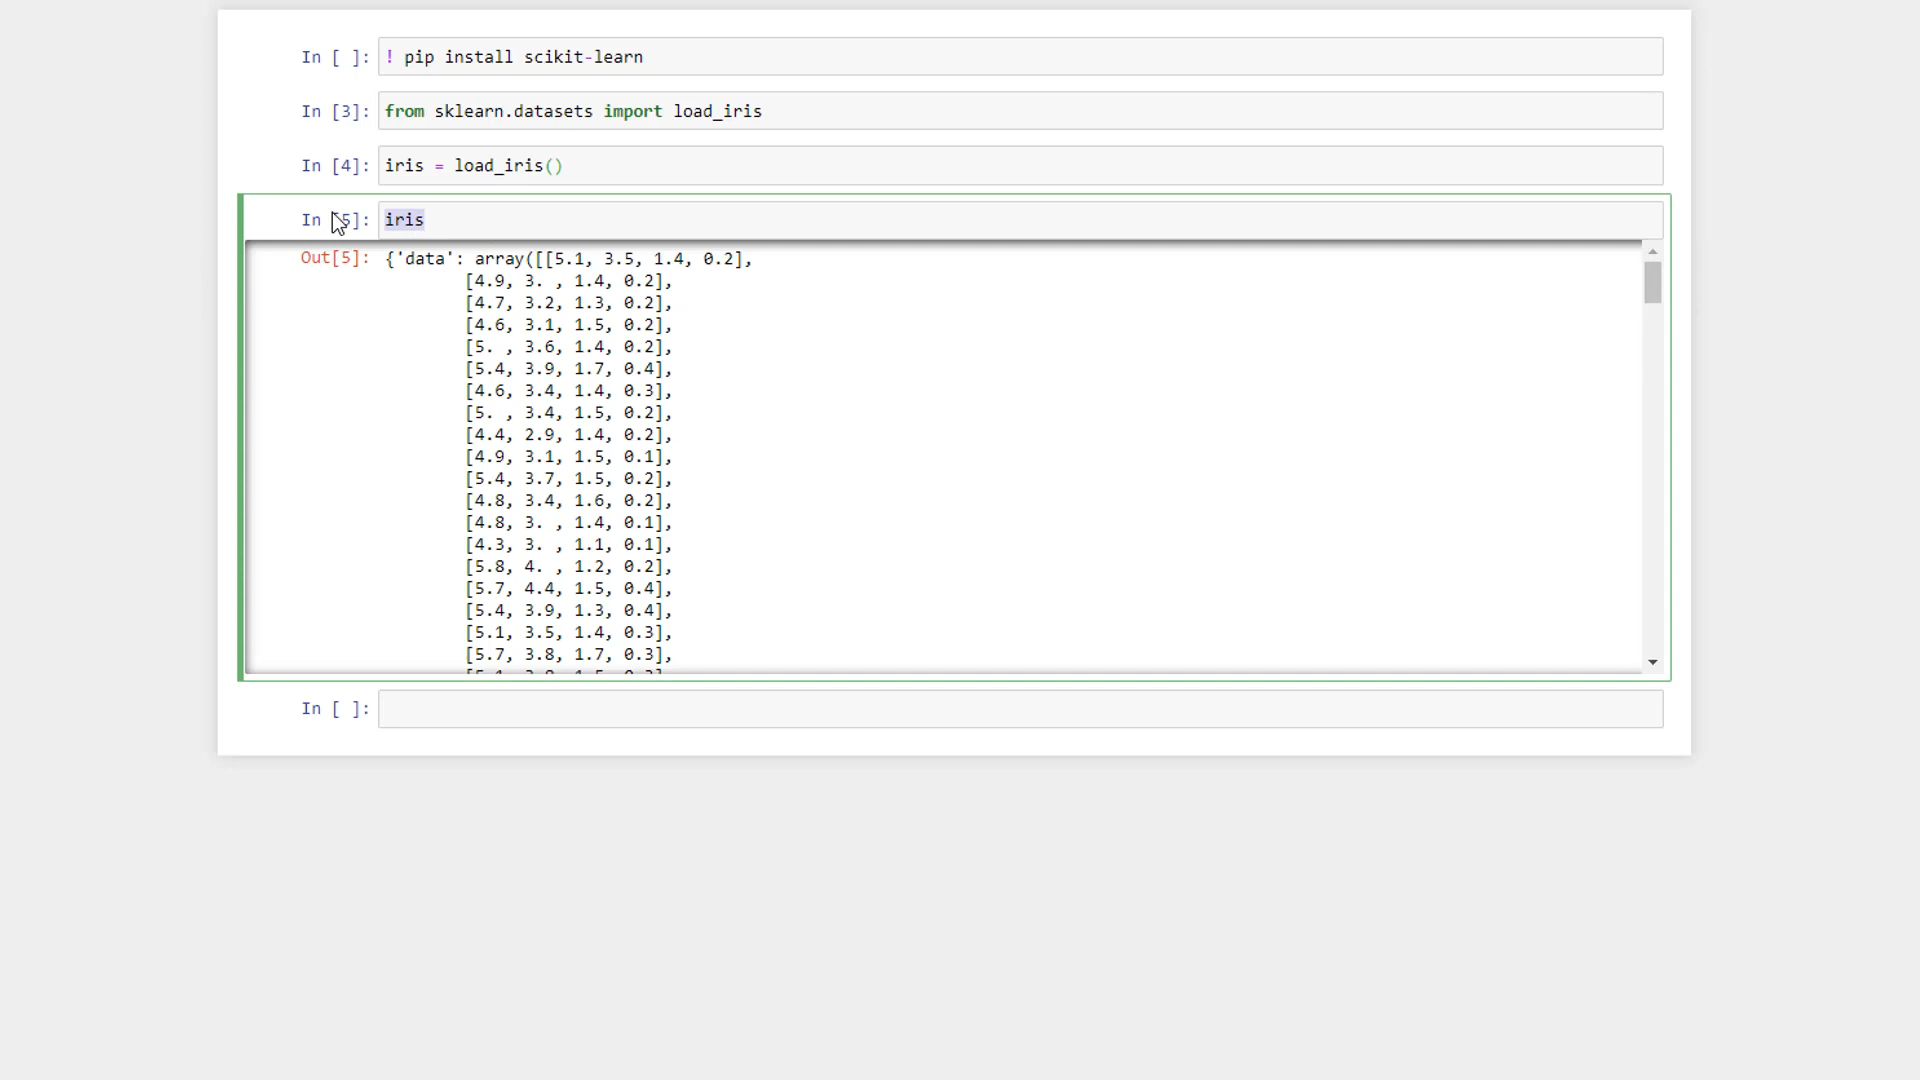 In [ ]: ! pip install scikit-learn
In [3]: from sklearn.datasets import load_iris
In [4]: iris = load_iris()
In [5]: iris
Out[5]: {'data': array([[5.1, 3.5, 1.4, 0.2],
[4.9, 3. , 1.4, 0.2],
[4.7, 3.2, 1.3, 0.2],
[4.6, 3.1, 1.5, 0.2],
[5. , 3.6, 1.4, 0.2],
[5.4, 3.9, 1.7, 0.4],
[4.6, 3.4, 1.4, 0.3],
[5. , 3.4, 1.5, 0.2],
[4.4, 2.9, 1.4, 0.2],
[4.9, 3.1, 1.5, 0.1],
[5.4, 3.7, 1.5, 0.2],
[4.8, 3.4, 1.6, 0.2],
[4.8, 3. , 1.4, 0.1],
[4.3, 3. , 1.1, 0.1],
[5.8, 4. , 1.2, 0.2],
[5.7, 4.4, 1.5, 0.4],
[5.4, 3.9, 1.3, 0.4],
[5.1, 3.5, 1.4, 0.3],
[5.7, 3.8, 1.7, 0.3],
In [ ]: